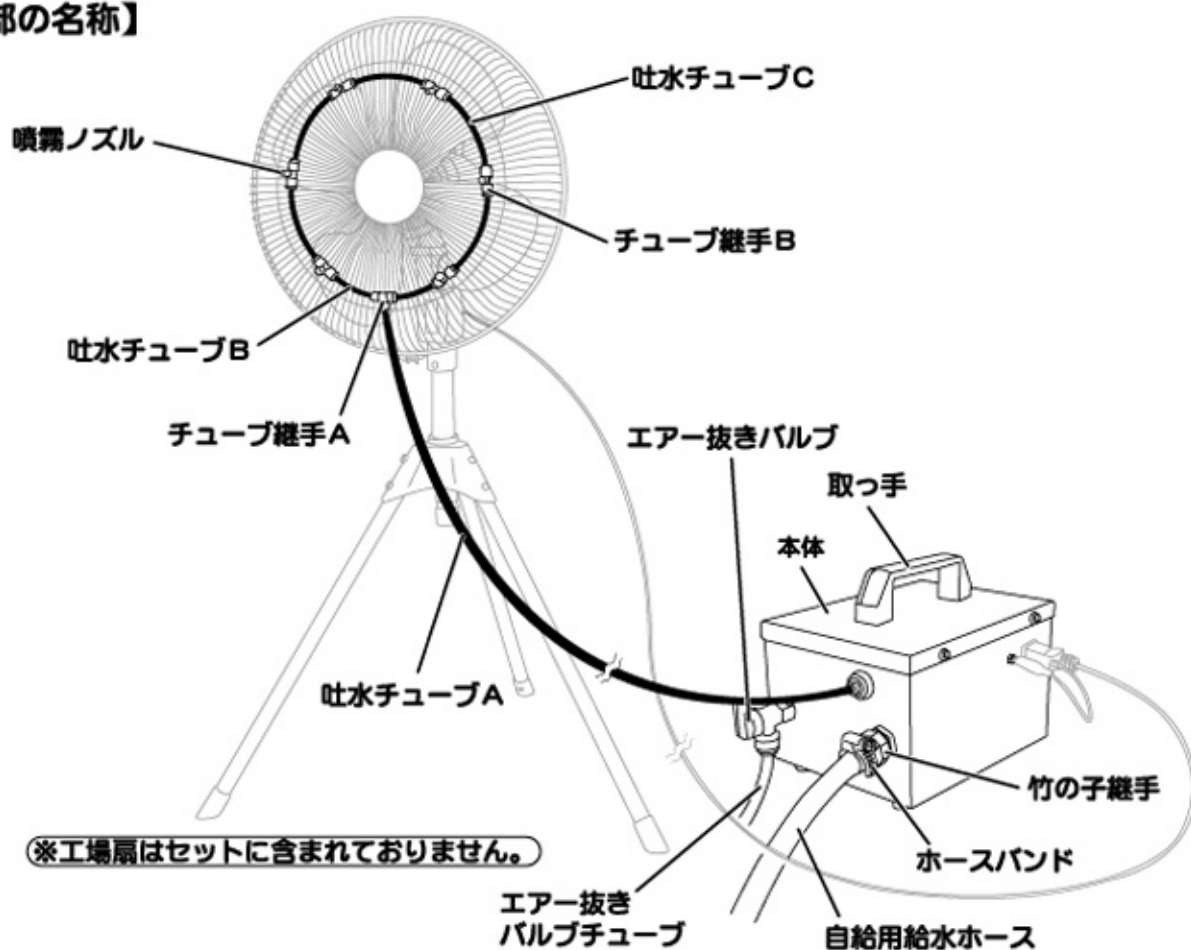 部の名称】
吐水チューブC
噴霧ノズル
チューブ継手B
吐水チューブB
チューブ継手A
エアー抜きバルブ
取っ手
本体
吐水チューブA
竹の子継手
※工場扇はセットに含まれておりません。
ホースバンド
エアー抜き
バルブチューブ
自給用給水ホース